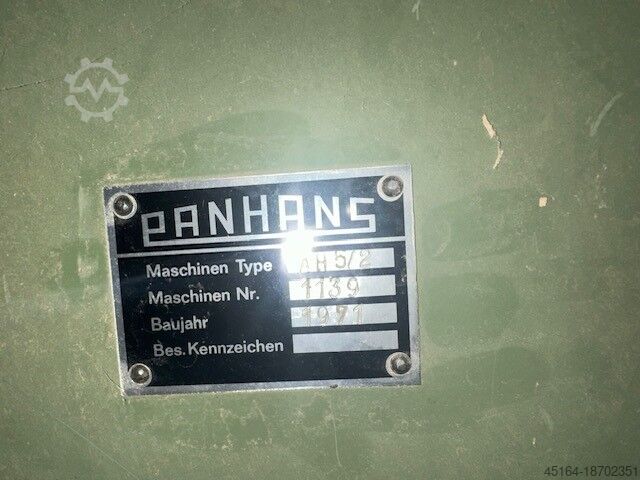 PANHANS
Maschinen Type AH 5/2
Maschinen Nr. 1139
Baujahr 1971
Bes. Kennzeichen
45164-18702351